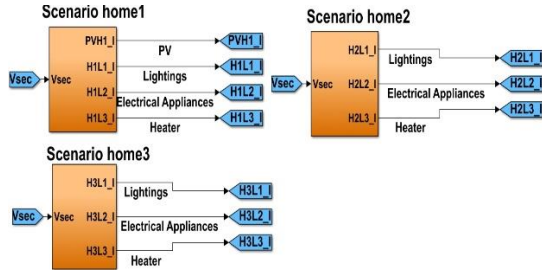 Scenario home1
PVH1_I
PV
PVH1_I
Vsec
Vsec
H1L1_I
Lightings
H1L1_I
H1L2_I
Electrical Appliances
H1L2_I
H1L3_I
Heater
H1L3_I
Scenario home2
H2L1_I
Lightings
H2L1_I
Vsec
Vsec
H2L2_I
Electrical Appliances
H2L2_I
H2L3_I
Heater
H2L3_I
Scenario home3
H3L1_I
Lightings
H3L1_I
Vsec
Vsec
H3L2_I
Electrical Appliances
H3L2_I
H3L3_I
Heater
H3L3_I